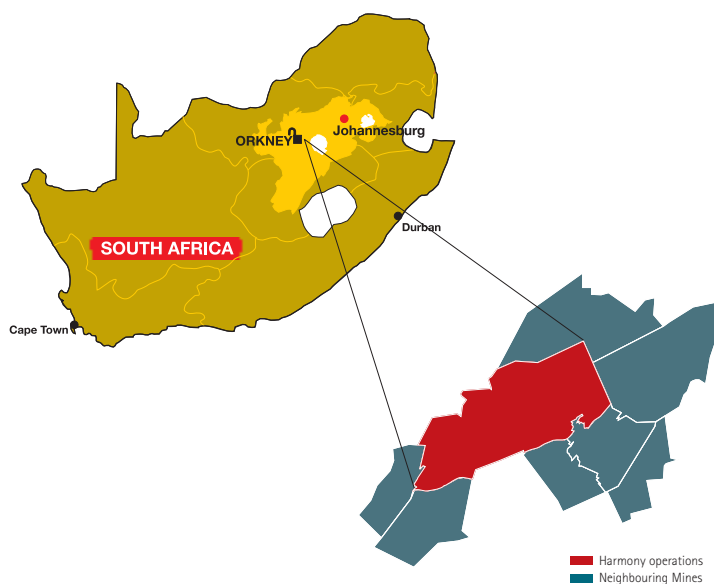 Johannesburg
ORKNEY
Durban
SOUTH AFRICA
Cape Town
Harmony operations
Neighbouring Mines